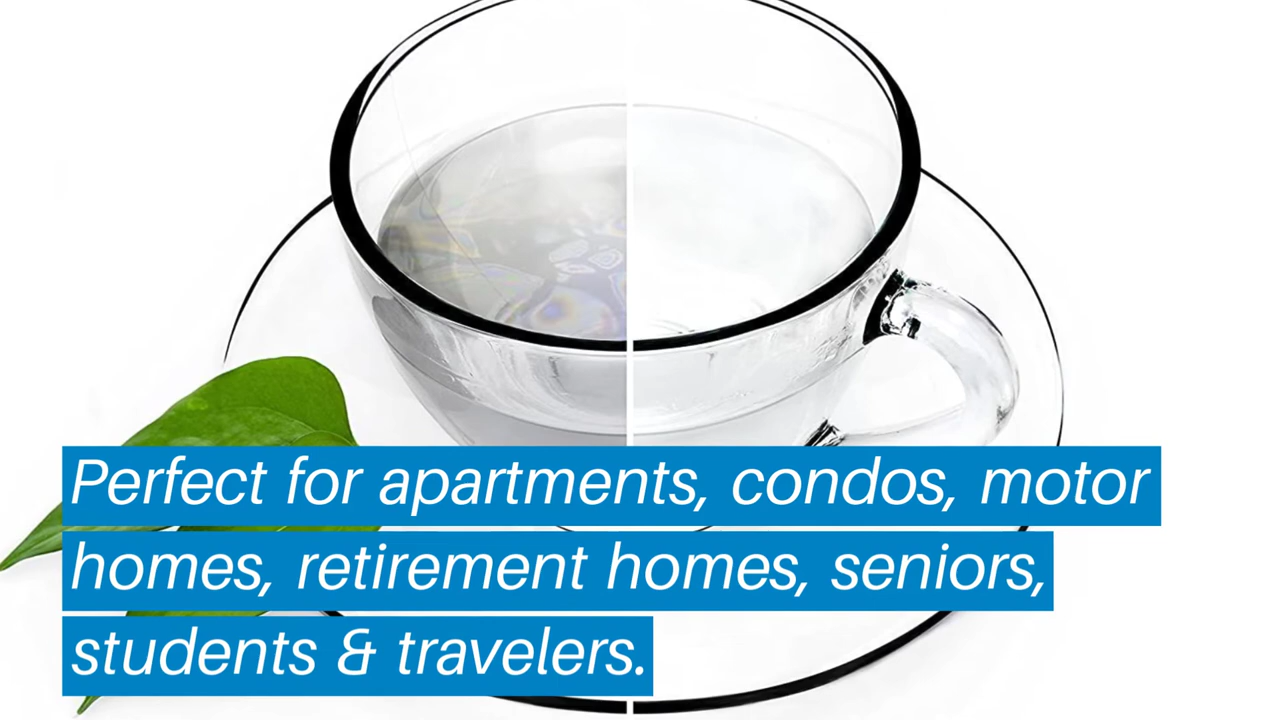 Perfect for apartments, condos, motor
homes, retirement homes, seniors,
students & travelers.